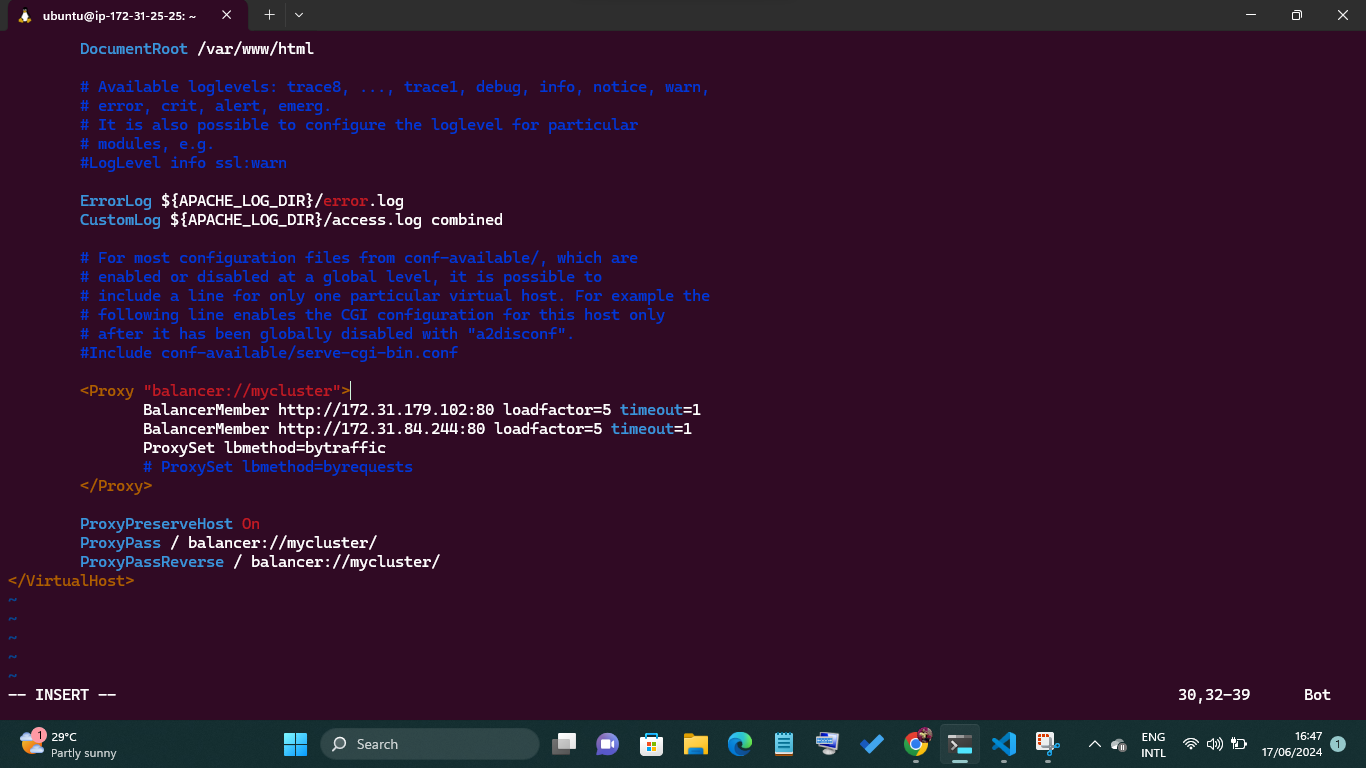 ubuntu@ip-172-31-25-25: ~
DocumentRoot /var/www/html
# Available loglevels: trace8, ..., trace1, debug, info, notice, warn,
# error, crit, alert, emerg.
# It is also possible to configure the loglevel for particular
# modules, e.g.
#LogLevel info ssl:warn
ErrorLog ${APACHE_LOG_DIR}/error.log
CustomLog ${APACHE_LOG_DIR}/access.log combined
# For most configuration files from conf-available/, which are
# enabled or disabled at a global level, it is possible to
# include a line for only one particular virtual host. For example the
# following line enables the CGI configuration for this host only
# after it has been globally disabled with "a2disconf".
#Include conf-available/serve-cgi-bin.conf
<Proxy "balancer://mycluster">
BalancerMember http://172.31.179.102:80 loadfactor=5 timeout=1
BalancerMember http://172.31.84.244:80 loadfactor=5 timeout=1
ProxySet lbmethod=bytraffic
# ProxySet lbmethod=byrequests
</Proxy>
ProxyPreserveHost On
ProxyPass / balancer://mycluster/
ProxyPassReverse / balancer://mycluster/
</VirtualHost>
~
~
~
~
~
-- INSERT -- 30,32-39 Bot
1 29°C
Partly sunny
Search
ENG
INTL
16:47
17/06/2024
1